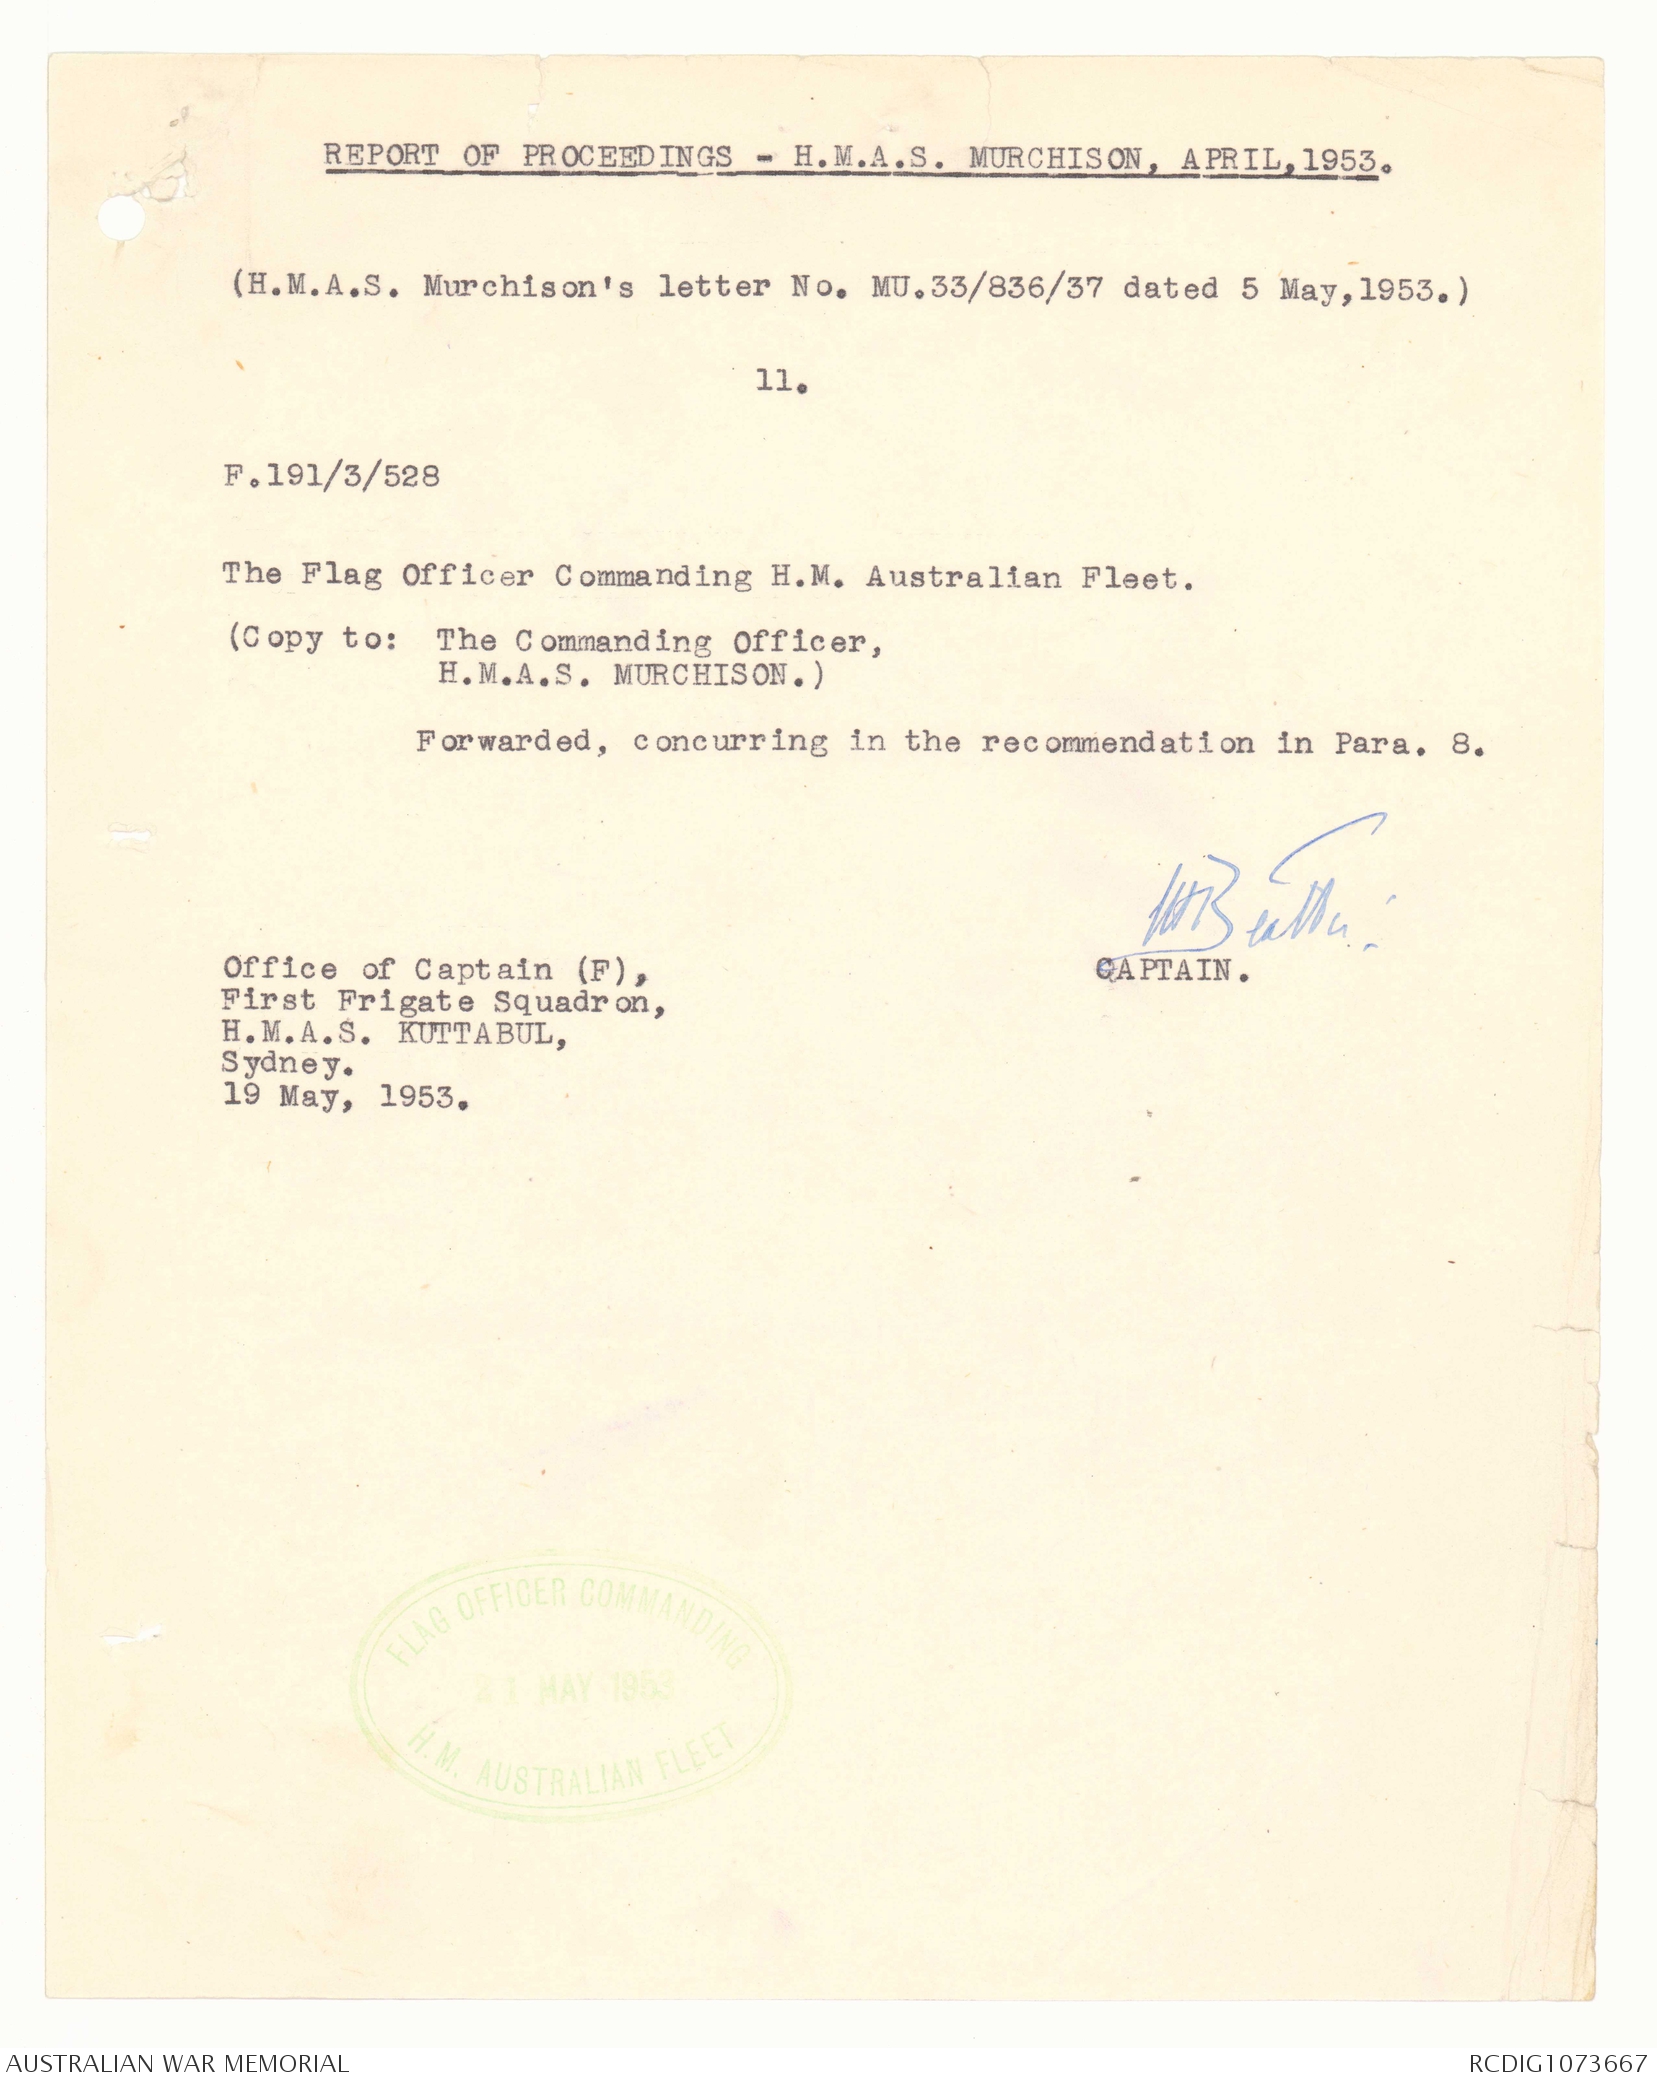 REPORT OF PROCEEDINGS - H.M.A.S. MURCHISON, APRIL,1953.
(H.M.A.S. Murchison's letter No. MU.33/836/37 dated 5 May,1953.)
11.
F.191/3/528
The Flag Officer Commanding H.M. Australian Fleet.
(Copy to: The Commanding Officer,
H.M.A.S. MURCHISON.)
Forwarded, concurring in the recommendation in Para. 8.
CAPTAIN.
Office of Captain (F),
First Frigate Squadron,
H.M.A.S. KUTTABUL,
Sydney.
19 May, 1953.
FLAG OFFICER COMMANDING
21 MAY 1953
H.M. AUSTRALIAN FLEET
AUSTRALIAN WAR MEMORIAL
RCDIG1073667